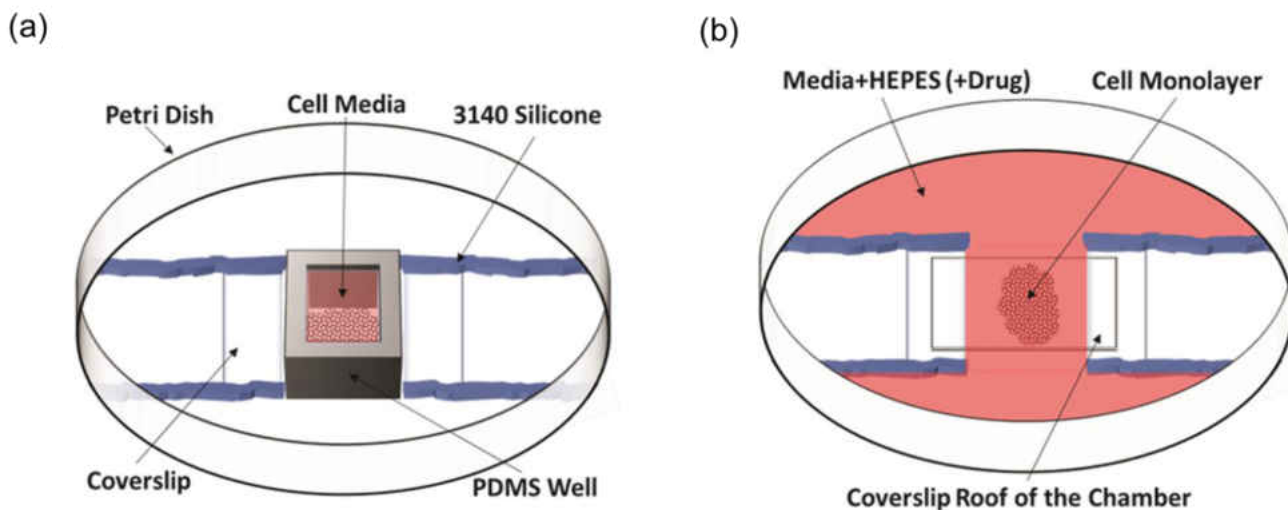 (a)
Petri Dish
Cell Media
3140 Silicone
Coverslip
PDMS Well
(b)
Media+HEPES (+Drug)
Cell Monolayer
Coverslip Roof of the Chamber